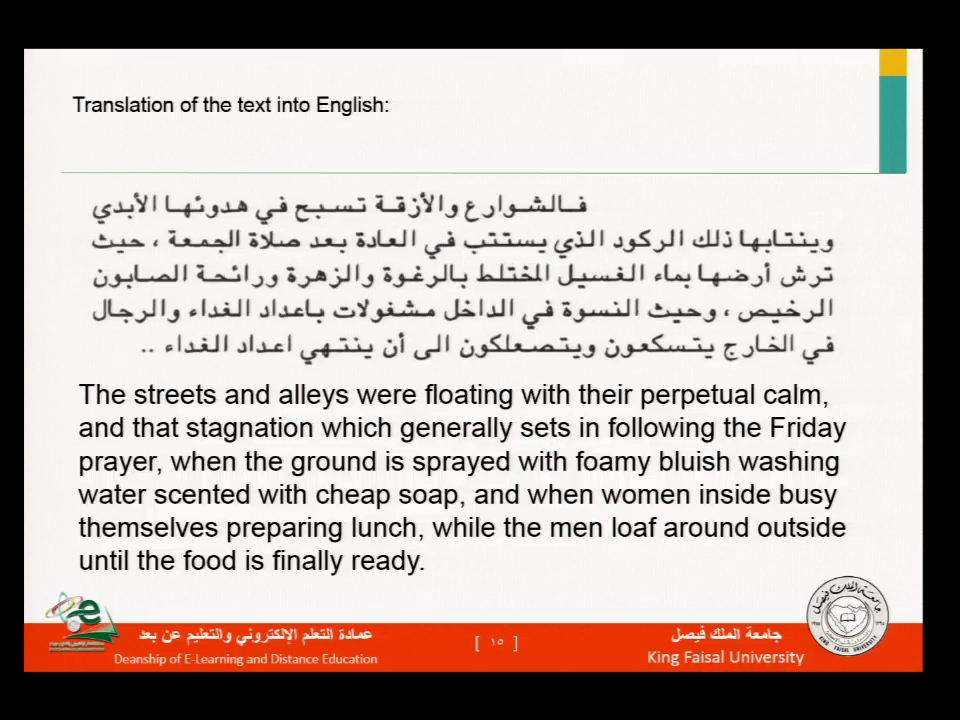 Translation of the text into English:
فالشوارع والأزقة تسبح في هدوئها الأبدي
وينتابها ذلك الركود الذي يستتب في العادة بعد صلاة الجمعة ، حيث
ترش أرضها بماء الغسيل المختلط بالرغوة والزهرة ورائحة الصابون
الرخيص ، وحيث النسوة في الداخل مشغولات باعداد الغداء والرجال
في الخارج يتسكعون ويتصعلكون الى أن ينتهي اعداد الغداء ..
The streets and alleys were floating with their perpetual calm,
and that stagnation which generally sets in following the Friday
prayer, when the ground is sprayed with foamy bluish washing
water scented with cheap soap, and when women inside busy
themselves preparing lunch, while the men loaf around outside
until the food is finally ready.
عمادة التعلم الإلكتروني والتعليم عن بعد
Deanship of E-Learning and Distance Education
[ ١٥ ]
جامعة الملك فيصل
King Faisal University
جامعة الملك فيصل
KING FAISAL UNIVERSITY